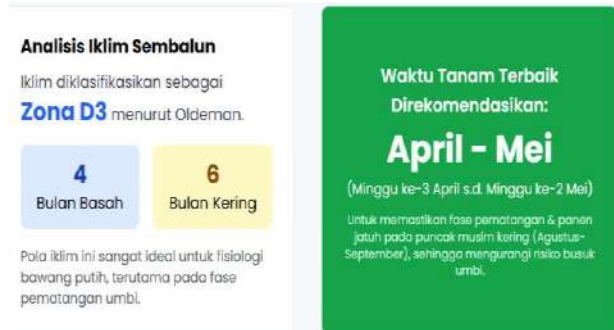 Analisis Iklim Sembalun
Iklim diklasifikasikan sebagai
Zona D3 menurut Oldeman.
4
Bulan Basah
6
Bulan Kering
Pola iklim ini sangat ideal untuk fisiologi
bawang putih, terutama pada fase
pematangan umbi.
Waktu Tanam Terbaik
Direkomendasikan:
April - Mei
(Minggu ke-3 April s.d. Minggu ke-2 Mei)
Untuk memastikan fase pematangan & panen
jatuh pada puncak musim kering (Agustus-
September), sehingga mengurangi risiko busuk
umbi.